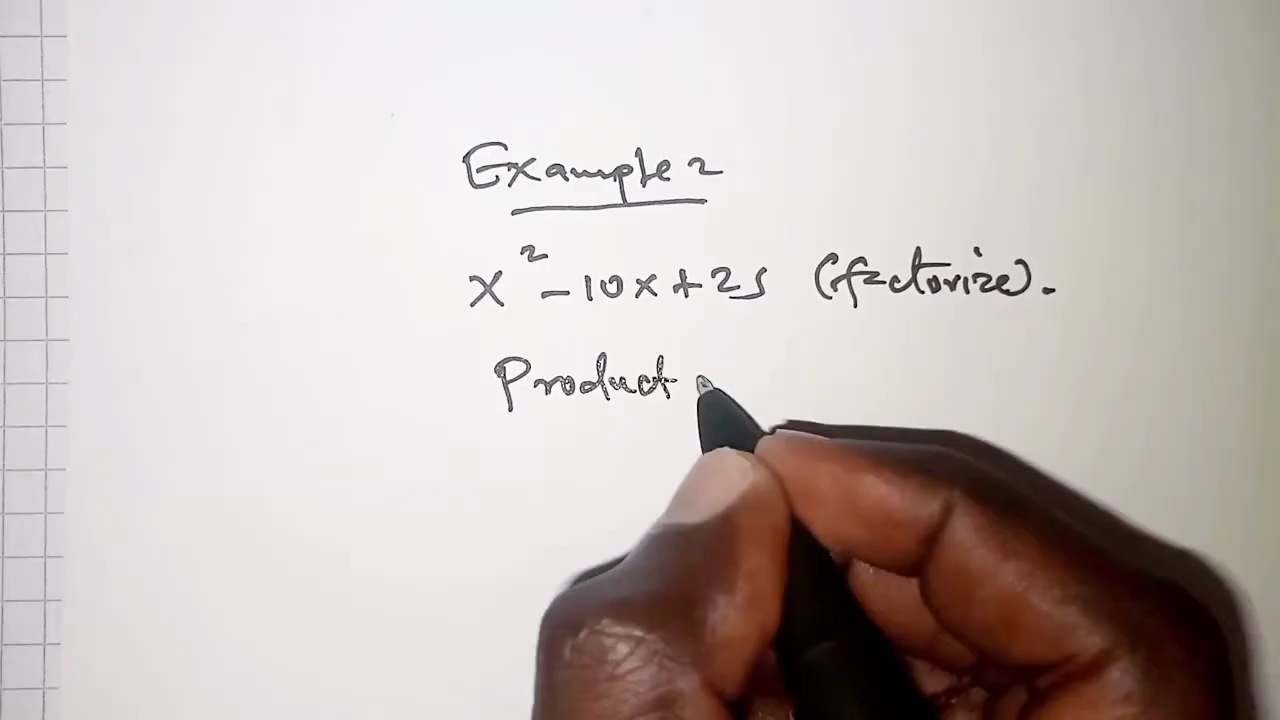 Example 2
x² - 10x + 25 (factorize).
Product